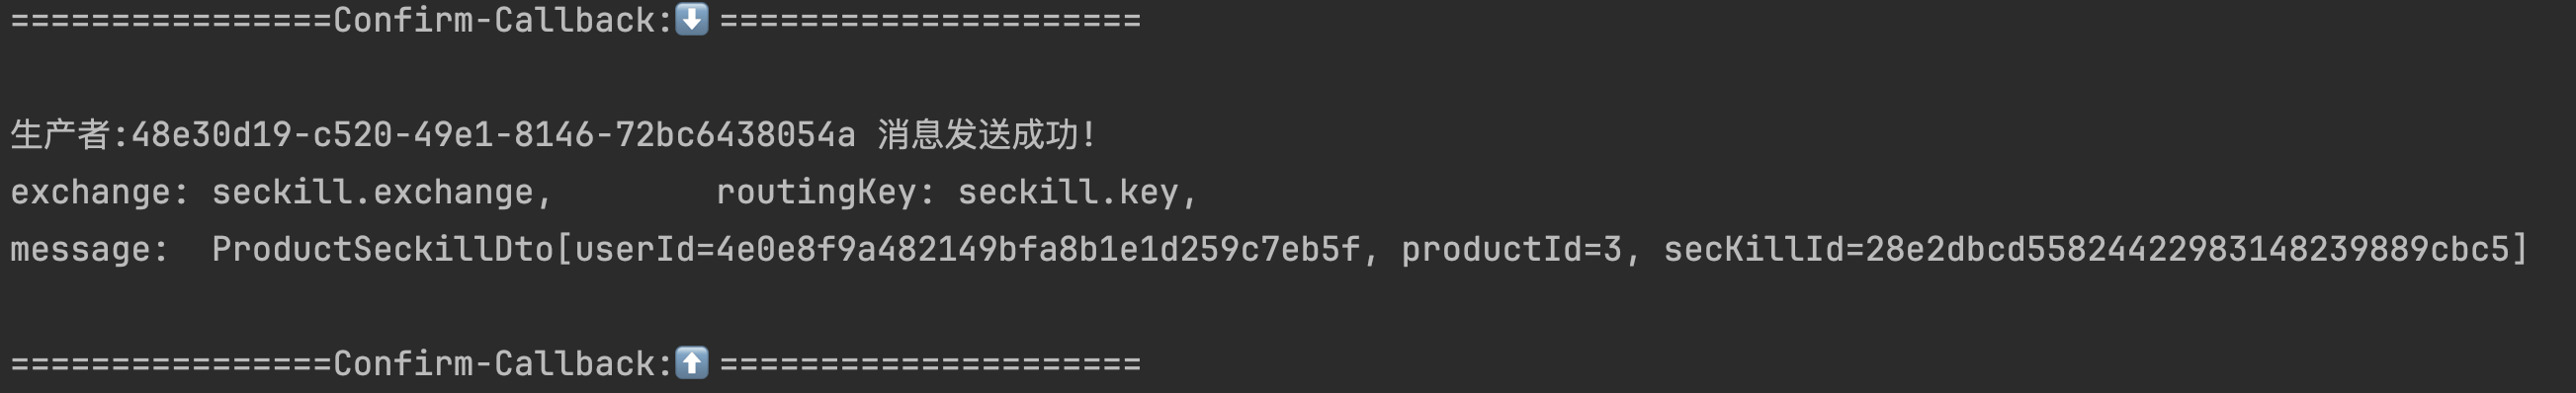 ================Confirm-Callback:⬇️=====================
生产者:48e30d19-c520-49e1-8146-72bc6438054a 消息发送成功!
exchange: seckill.exchange,        routingKey: seckill.key,
message:  ProductSeckillDto[userId=4e0e8f9a482149bfa8b1e1d259c7eb5f, productId=3, secKillId=28e2dbcd558244229831482398​89cbc5]
================Confirm-Callback:⬆️=====================